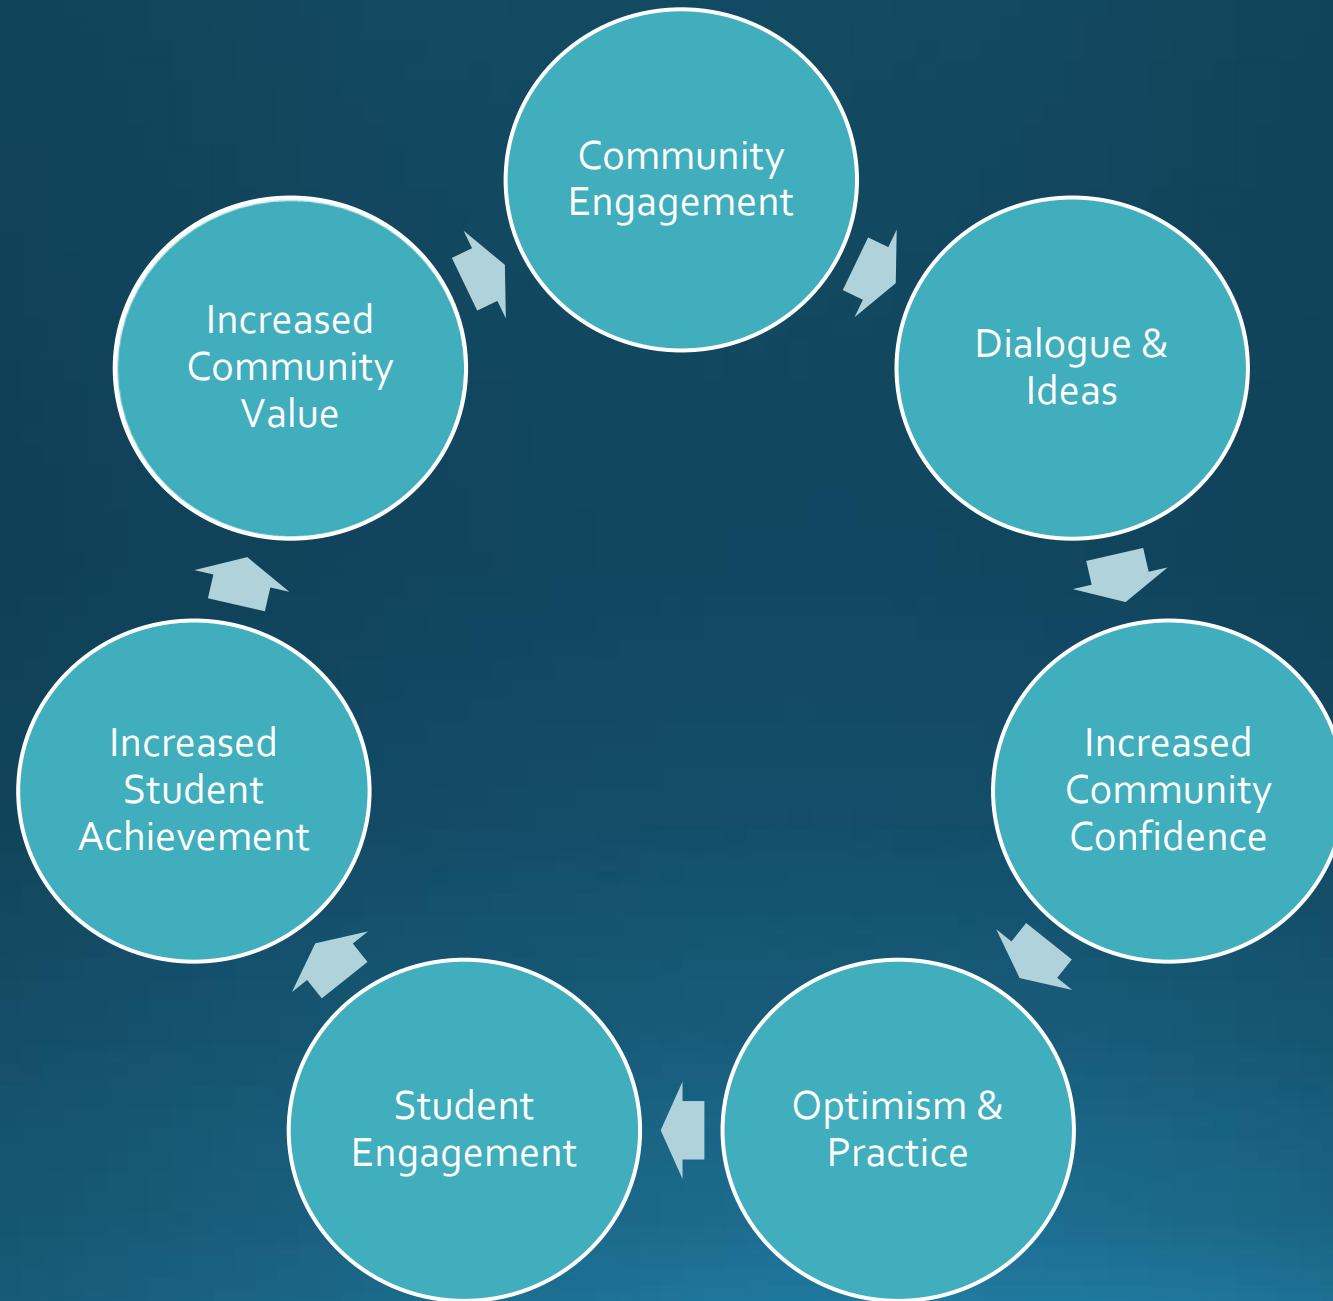 Community
Engagement
Dialogue &
Ideas
Increased
Community
Confidence
Optimism &
Practice
Student
Engagement
Increased
Student
Achievement
Increased
Community
Value